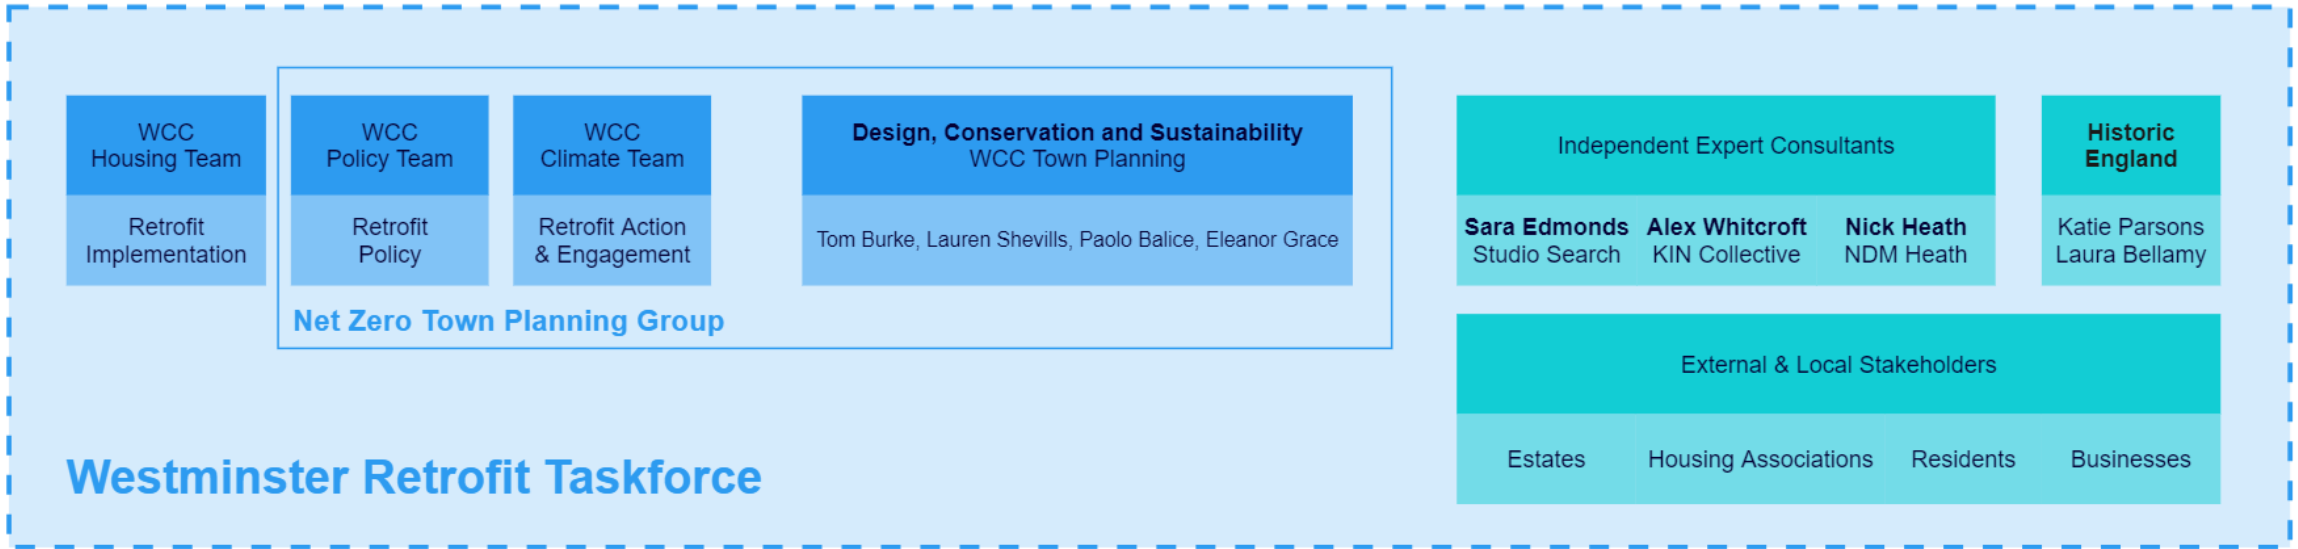 WCC
Housing Team
Retrofit
Implementation
WCC
Policy Team
Retrofit
Policy
WCC
Climate Team
Retrofit Action
& Engagement
Design, Conservation and Sustainability
WCC Town Planning
Tom Burke, Lauren Shevills, Paolo Balice, Eleanor Grace
Net Zero Town Planning Group
Independent Expert Consultants
Sara Edmonds
Studio Search
Alex Whitcroft
KIN Collective
Nick Heath
NDM Heath
Historic
England
Katie Parsons
Laura Bellamy
External & Local Stakeholders
Estates
Housing Associations
Residents
Businesses
Westminster Retrofit Taskforce